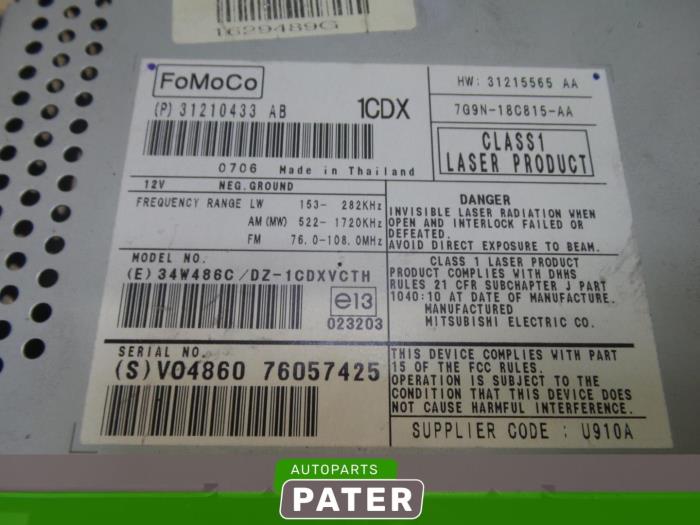 1629489G
FoMoCo
(P) 31210433 AB
1CDX
HW: 31215565 AA
7G9N-18C815-AA
0706 Made in Thailand
CLASS1
LASER PRODUCT
12V NEG.GROUND
FREQUENCY RANGE LW 153- 282KHz
AM(MW) 522-1720KHz
FM 76.0-108.0MHz
DANGER
INVISIBLE LASER RADIATION WHEN
OPEN AND INTERLOCK FAILED OR
DEFEATED.
AVOID DIRECT EXPOSURE TO BEAM.
MODEL NO.
(E) 34W486C/DZ-1CDXVCTH
e13
023203
CLASS 1 LASER PRODUCT
PRODUCT COMPLIES WITH DHHS
RULES 21 CFR SUBCHAPTER J PART
1040:10 AT DATE OF MANUFACTURE.
MANUFACTURED
MITSUBISHI ELECTRIC CO.
SERIAL NO.
(S)VO4860 76057425
THIS DEVICE COMPLIES WITH PART
15 OF THE FCC RULES.
OPERATION IS SUBJECT TO THE
CONDITION THAT THIS DEVICE DOES
NOT CAUSE HARMFUL INTERFERENCE.
SUPPLIER CODE : U910A
AUTOPARTS
PATER